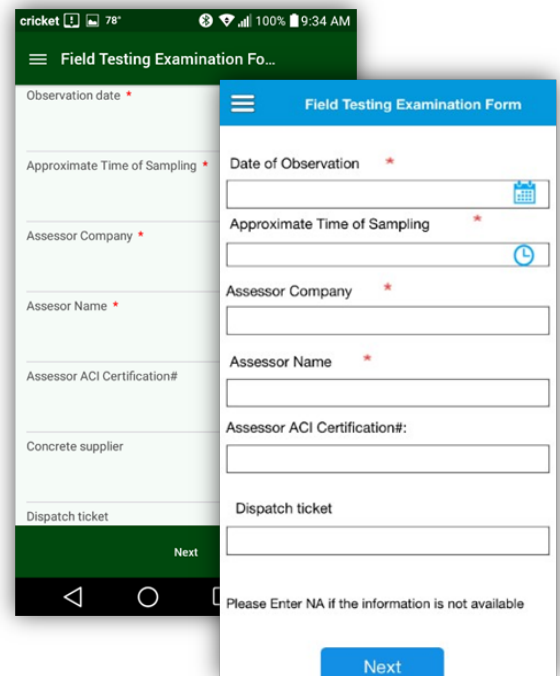 cricket 78° 100% 9:34 AM
Field Testing Examination Fo...
Observation date *
Approximate Time of Sampling *
Assessor Company *
Assesor Name *
Assessor ACI Certification#
Concrete supplier
Dispatch ticket
Next
Field Testing Examination Form
Date of Observation *
Approximate Time of Sampling *
Assessor Company *
Assessor Name *
Assessor ACI Certification#:
Dispatch ticket
Please Enter NA if the information is not available
Next